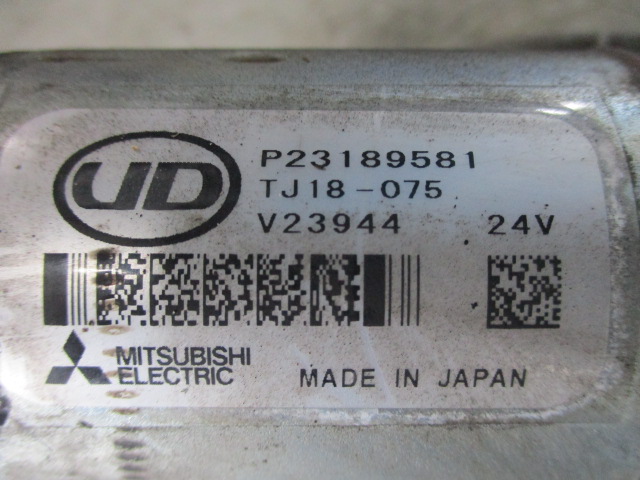 UD
P23189581
TJ18-075
V23944 24V
MITSUBISHI
ELECTRIC
MADE IN JAPAN